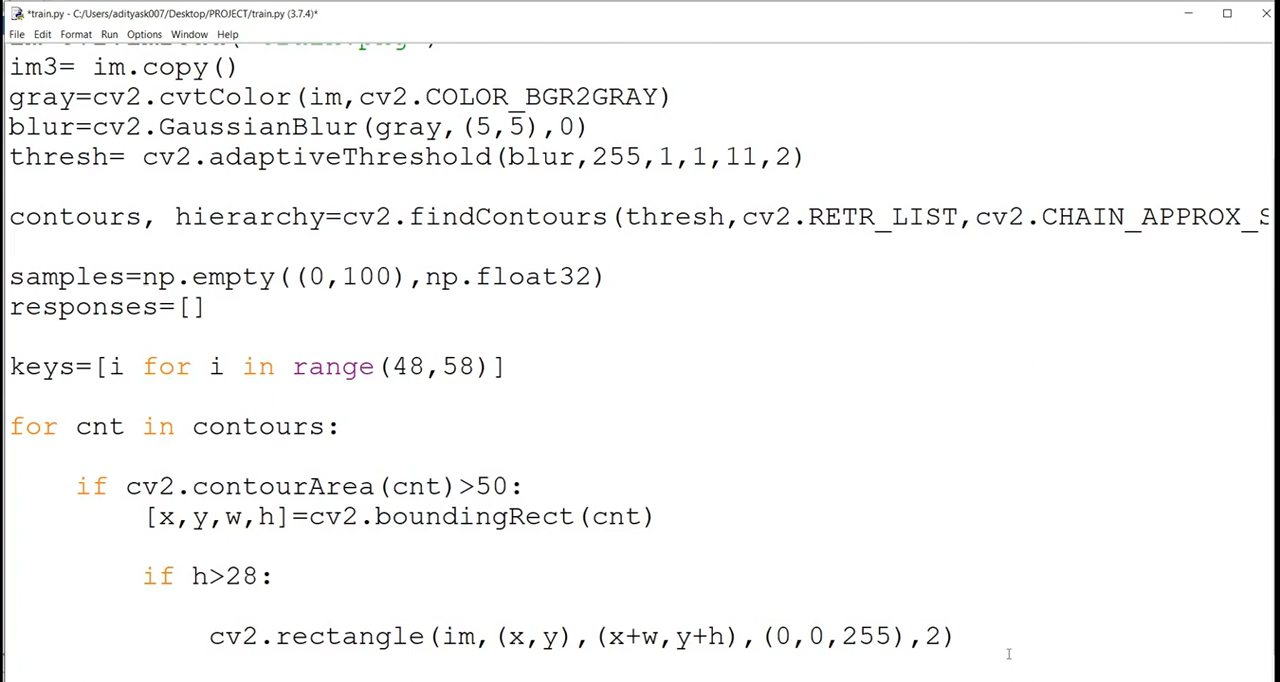 *train.py - C:/Users/adityask007/Desktop/PROJECT/train.py (3.7.4)*
File Edit Format Run Options Window Help
im3= im.copy()
gray=cv2.cvtColor(im,cv2.COLOR_BGR2GRAY)
blur=cv2.GaussianBlur(gray,(5,5),0)
thresh= cv2.adaptiveThreshold(blur,255,1,1,11,2)
contours, hierarchy=cv2.findContours(thresh,cv2.RETR_LIST,cv2.CHAIN_APPROX_S
samples=np.empty((0,100),np.float32)
responses=[]
keys=[i for i in range(48,58)]
for cnt in contours:
if cv2.contourArea(cnt)>50:
[x,y,w,h]=cv2.boundingRect(cnt)
if h>28:
cv2.rectangle(im,(x,y),(x+w,y+h),(0,0,255),2)